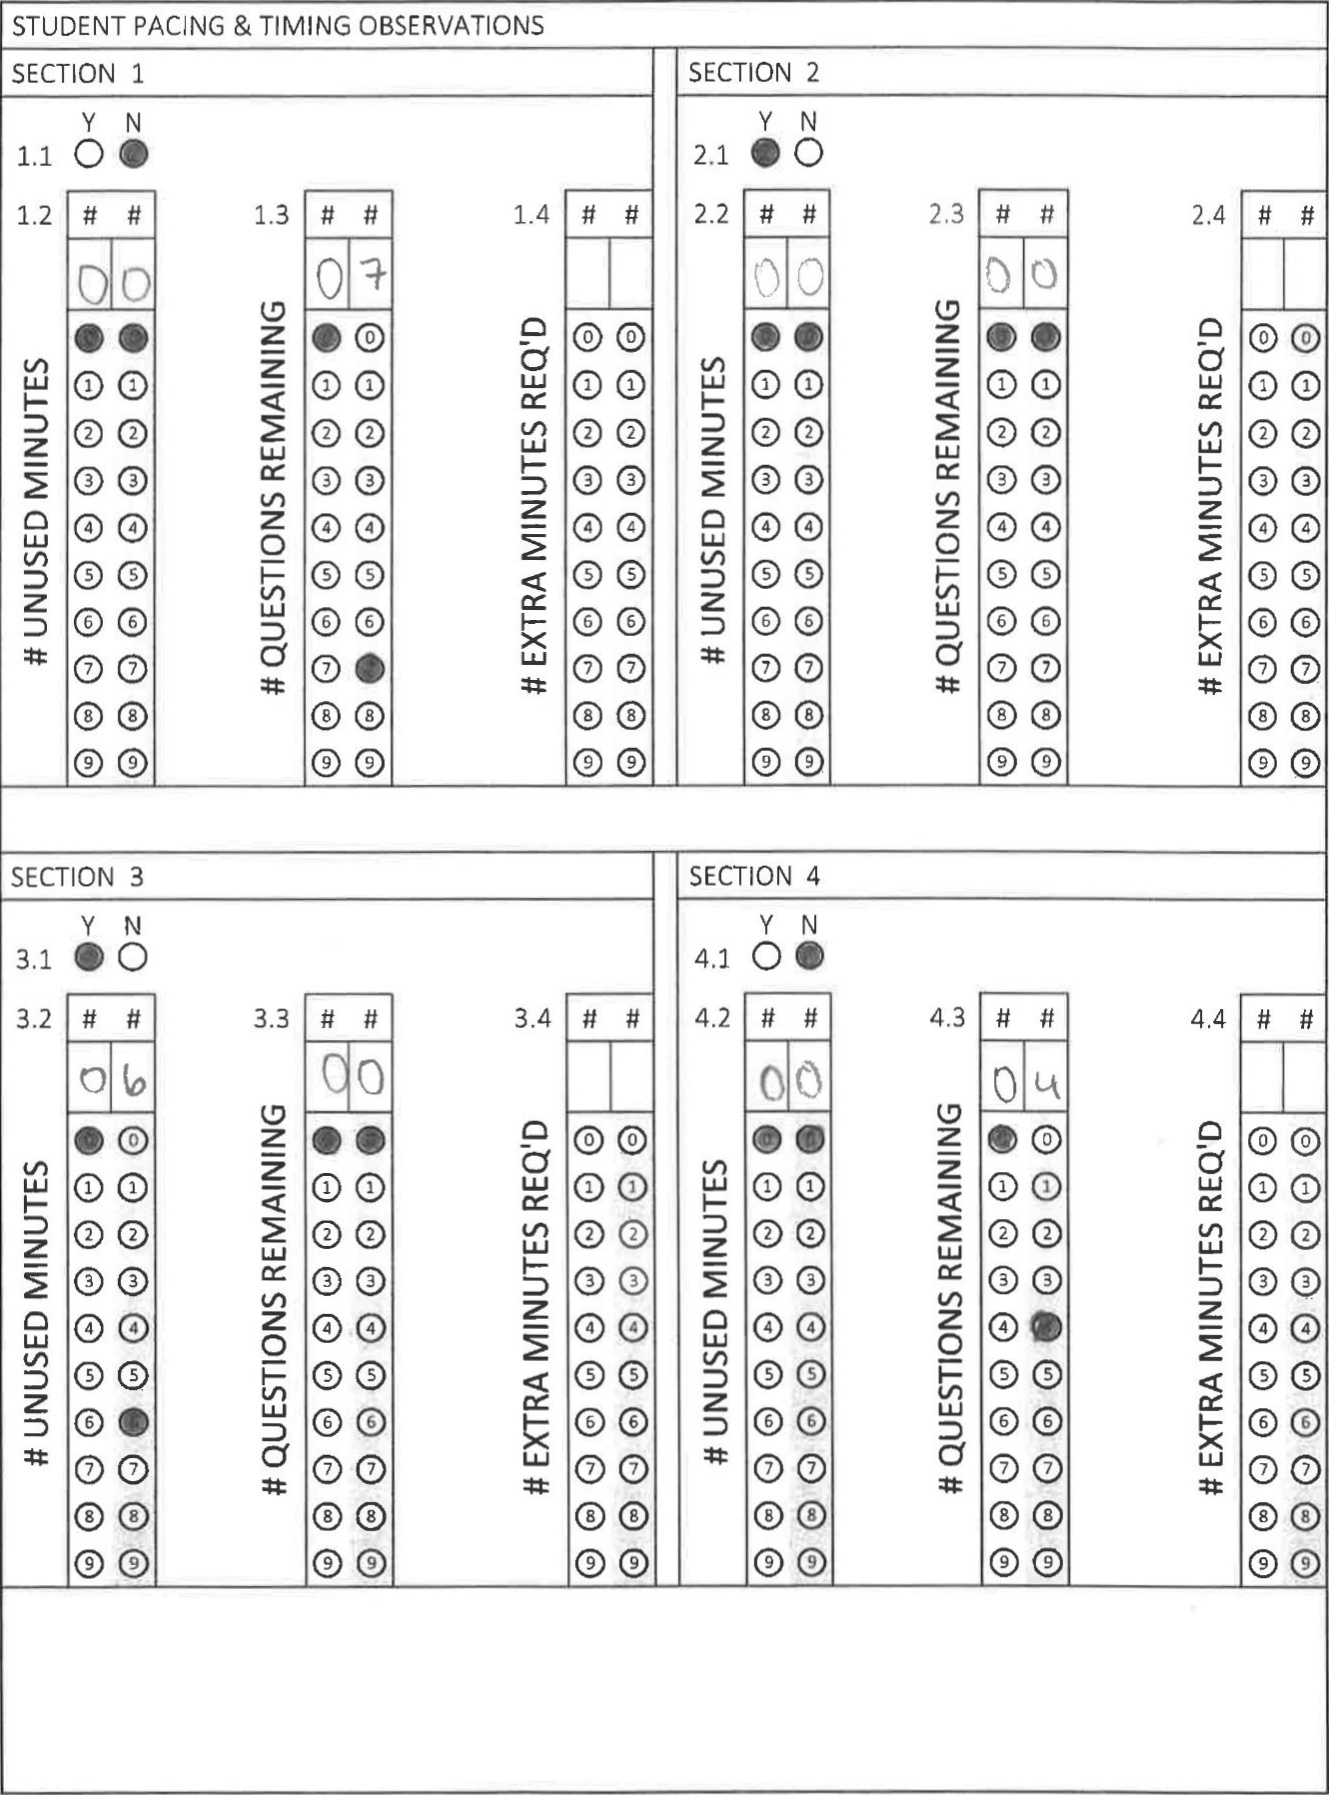 STUDENT PACING & TIMING OBSERVATIONS
SECTION 1
Y N
1.1
1.2 # # 1.3 # # 1.4 # #
0 0 0 7
# UNUSED MINUTES
# QUESTIONS REMAINING
# EXTRA MINUTES REQ'D
0 0 0
1 1 1 1 1 1
2 2 2 2 2 2
3 3 3 3 3 3
4 4 4 4 4 4
5 5 5 5 5 5
6 6 6 6 6 6
7 7 7 7 7
8 8 8 8 8 8
9 9 9 9 9 9
SECTION 2
Y N
2.1
2.2 # # 2.3 # # 2.4 # #
0 0 0 0
# UNUSED MINUTES
# QUESTIONS REMAINING
# EXTRA MINUTES REQ'D
0 0
1 1 1 1 1 1
2 2 2 2 2 2
3 3 3 3 3 3
4 4 4 4 4 4
5 5 5 5 5 5
6 6 6 6 6 6
7 7 7 7 7 7
8 8 8 8 8 8
9 9 9 9 9 9
SECTION 3
Y N
3.1
3.2 # # 3.3 # # 3.4 # #
0 6 0 0
# UNUSED MINUTES
# QUESTIONS REMAINING
# EXTRA MINUTES REQ'D
0 0 0
1 1 1 1 1 1
2 2 2 2 2 2
3 3 3 3 3 3
4 4 4 4 4 4
5 5 5 5 5 5
6 6 6 6 6
7 7 7 7 7 7
8 8 8 8 8 8
9 9 9 9 9 9
SECTION 4
Y N
4.1
4.2 # # 4.3 # # 4.4 # #
0 0 0 4
# UNUSED MINUTES
# QUESTIONS REMAINING
# EXTRA MINUTES REQ'D
0 0 0
1 1 1 1 1 1
2 2 2 2 2 2
3 3 3 3 3 3
4 4 4 4 4
5 5 5 5 5 5
6 6 6 6 6 6
7 7 7 7 7 7
8 8 8 8 8 8
9 9 9 9 9 9